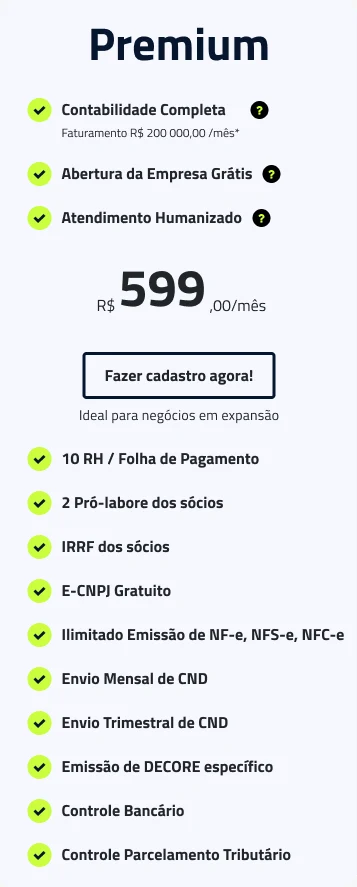 Premium
Contabilidade Completa ?
Faturamento R$ 200 000,00 /mês*
Abertura da Empresa Grátis ?
Atendimento Humanizado ?
R$ 599 ,00/mês
Fazer cadastro agora!
Ideal para negócios em expansão
10 RH / Folha de Pagamento
2 Pró-labore dos sócios
IRRF dos sócios
E-CNPJ Gratuito
Ilimitado Emissão de NF-e, NFS-e, NFC-e
Envio Mensal de CND
Envio Trimestral de CND
Emissão de DECORE específico
Controle Bancário
Controle Parcelamento Tributário